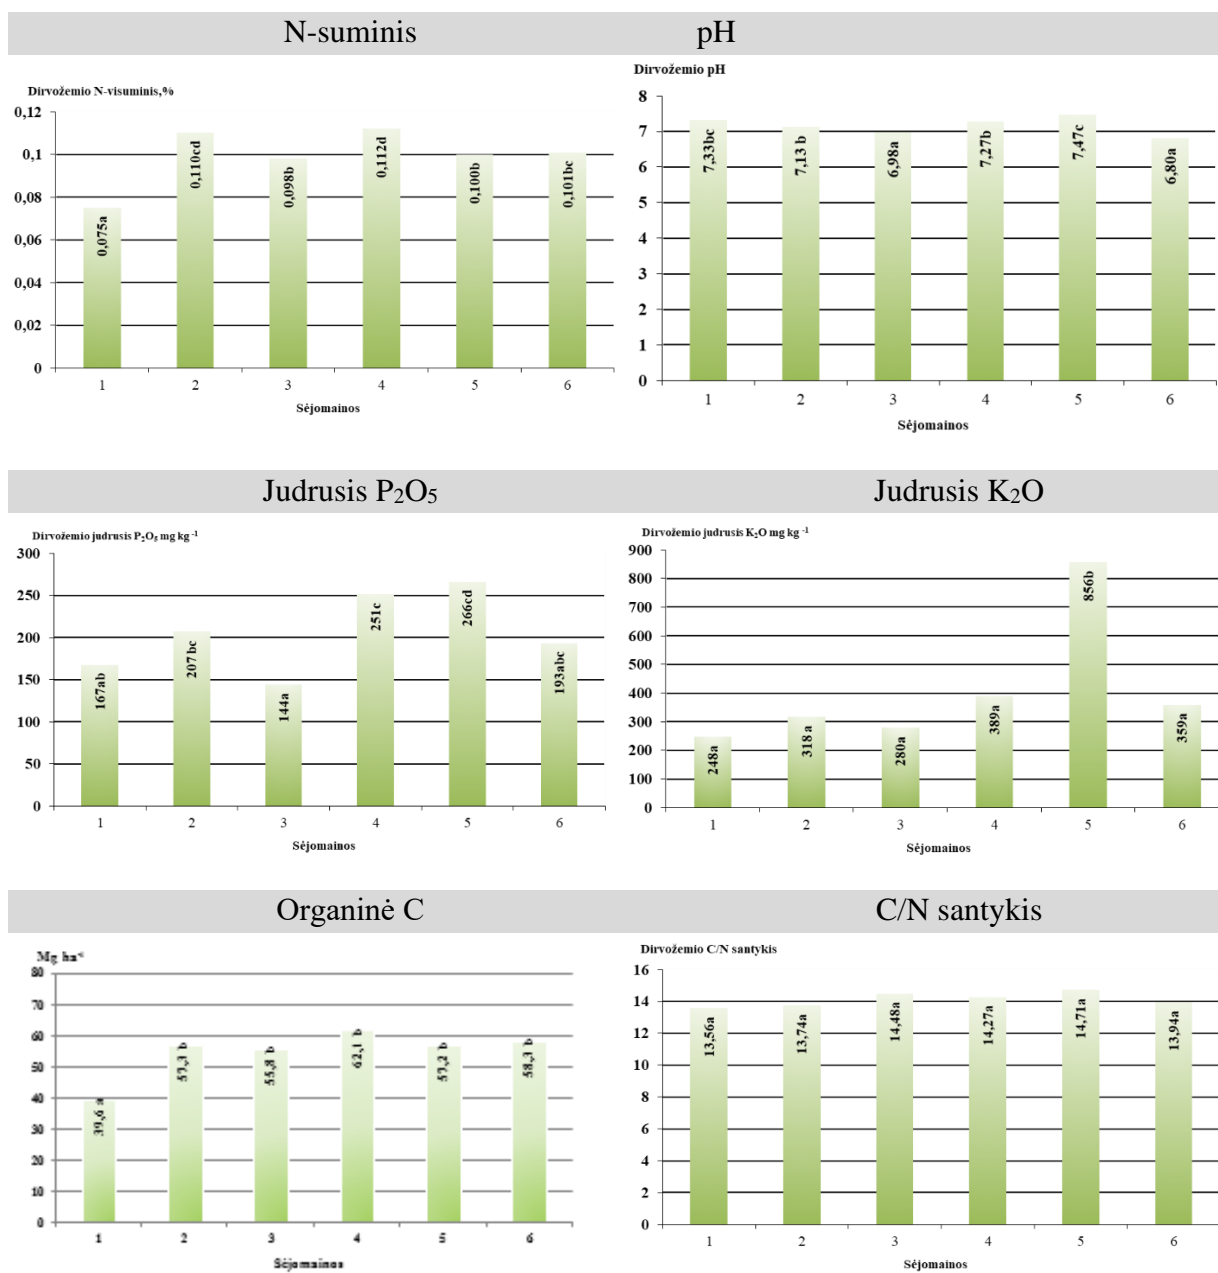 N-suminis
pH
Dirvožemio N-visuminis,%
0,12
0,1
0,08
0,06
0,04
0,02
0
0,075a
0,110cd
0,098b
0,112d
0,100b
0,101bc
1 2 3 4 5 6
Sėjomainos
Dirvožemio pH
8
7
6
5
4
3
2
1
0
7,33bc
7,13 b
6,98a
7,27b
7,47c
6,80a
1 2 3 4 5 6
Sėjomainos
Judrusis P₂O₅
Judrusis K₂O
Dirvožemio judrusis P₂O₅ mg kg ⁻¹
300
250
200
150
100
50
0
167ab
207 bc
144a
251c
266cd
193abc
1 2 3 4 5 6
Sėjomainos
Dirvožemio judrusis K₂O mg kg ⁻¹
900
800
700
600
500
400
300
200
100
0
248a
318 a
280a
389a
856b
359a
1 2 3 4 5 6
Sėjomainos
Organinė C
C/N santykis
Mg ha⁻¹
80
70
60
50
40
30
20
10
0
39,6 a
57,3 b
55,8 b
62,1 b
57,2 b
58,3 b
1 2 3 4 5 6
Sėjomainos
Dirvožemio C/N santykis
16
14
12
10
8
6
4
2
0
13,56a
13,74a
14,48a
14,27a
14,71a
13,94a
1 2 3 4 5 6
Sėjomainos